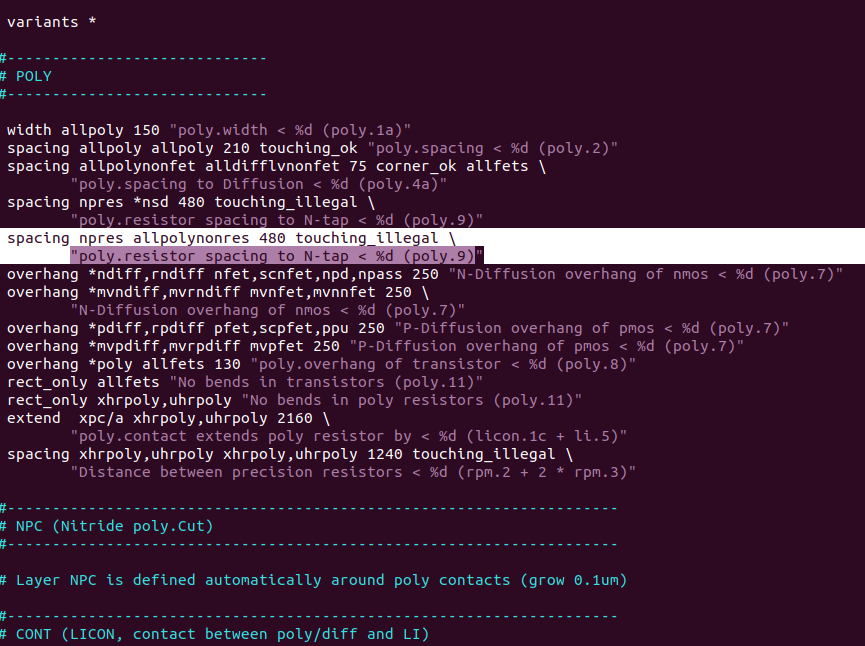 variants *
#-----------------------------
# POLY
#-----------------------------
width allpoly 150 "poly.width < %d (poly.1a)"
spacing allpoly allpoly 210 touching_ok "poly.spacing < %d (poly.2)"
spacing allpolynonfet alldifflvnonfet 75 corner_ok allfets \
"poly.spacing to Diffusion < %d (poly.4a)"
spacing npres *nsd 480 touching_illegal \
"poly.resistor spacing to N-tap < %d (poly.9)"
spacing npres allpolynonres 480 touching_illegal \
"poly.resistor spacing to N-tap < %d (poly.9)"
overhang *ndiff,rndiff nfet,scnfet,npd,npass 250 "N-Diffusion overhang of nmos < %d (poly.7)"
overhang *mvndiff,mvrndiff mvnfet,mvnnfet 250 \
"N-Diffusion overhang of nmos < %d (poly.7)"
overhang *pdiff,rpdiff pfet,scpfet,ppu 250 "P-Diffusion overhang of pmos < %d (poly.7)"
overhang *mvpdiff,mvrpdiff mvpfet 250 "P-Diffusion overhang of pmos < %d (poly.7)"
overhang *poly allfets 130 "poly.overhang of transistor < %d (poly.8)"
rect_only allfets "No bends in transistors (poly.11)"
rect_only xhrpoly,uhrpoly "No bends in poly resistors (poly.11)"
extend  xpc/a xhrpoly,uhrpoly 2160 \
"poly.contact extends poly resistor by < %d (licon.1c + li.5)"
spacing xhrpoly,uhrpoly xhrpoly,uhrpoly 1240 touching_illegal \
"Distance between precision resistors < %d (rpm.2 + 2 * rpm.3)"
#--------------------------------------------------------------------
# NPC (Nitride poly.Cut)
#--------------------------------------------------------------------
# Layer NPC is defined automatically around poly contacts (grow 0.1um)
#--------------------------------------------------------------------
# CONT (LICON, contact between poly/diff and LI)